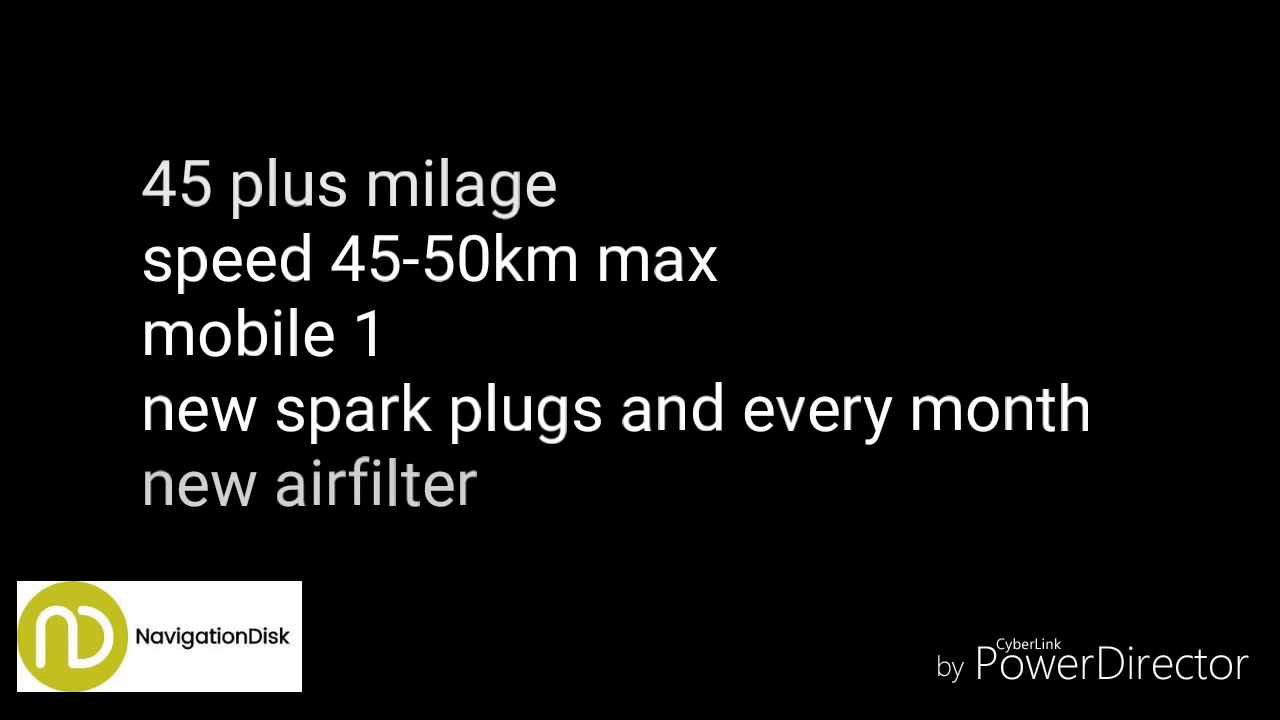 45 plus milage
speed 45-50km max
mobile 1
new spark plugs and every month
new airfilter
ND NavigationDisk
CyberLink
by PowerDirector